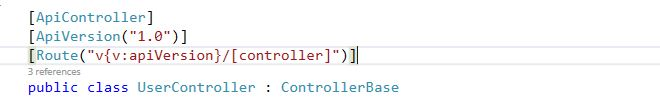 [ApiController]
[ApiVersion("1.0")]
[Route("v{v:apiVersion}/[controller]")]
3 references
public class UserController : ControllerBase